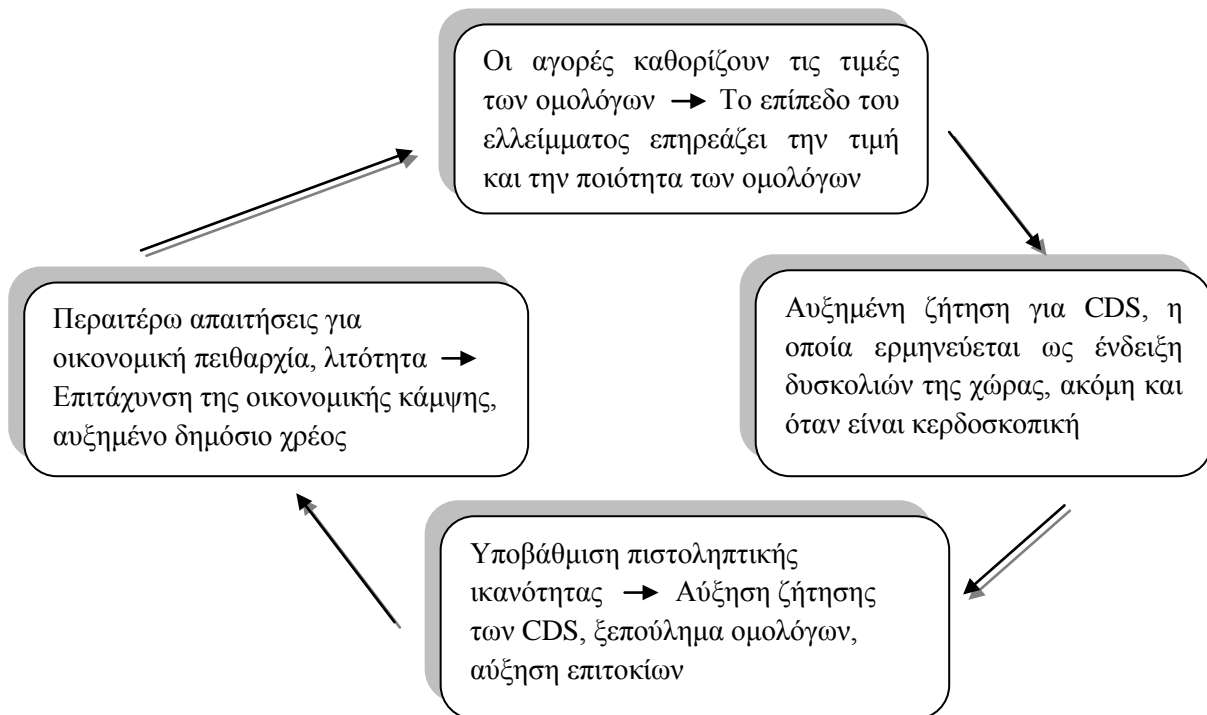 Οι αγορές καθορίζουν τις τιμές
των ομολόγων → Το επίπεδο του
ελλείμματος επηρεάζει την τιμή
και την ποιότητα των ομολόγων
Αυξημένη ζήτηση για CDS, η
οποία ερμηνεύεται ως ένδειξη
δυσκολιών της χώρας, ακόμη και
όταν είναι κερδοσκοπική
Υποβάθμιση πιστοληπτικής
ικανότητας → Αύξηση ζήτησης
των CDS, ξεπούλημα ομολόγων,
αύξηση επιτοκίων
Περαιτέρω απαιτήσεις για
οικονομική πειθαρχία, λιτότητα →
Επιτάχυνση της οικονομικής κάμψης,
αυξημένο δημόσιο χρέος